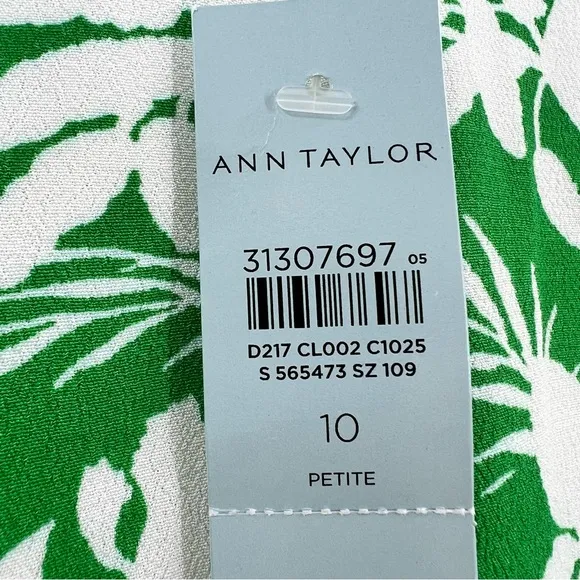 ANN TAYLOR
31307697 05
D217 CL002 C1025
S 565473 SZ 109
10
PETITE